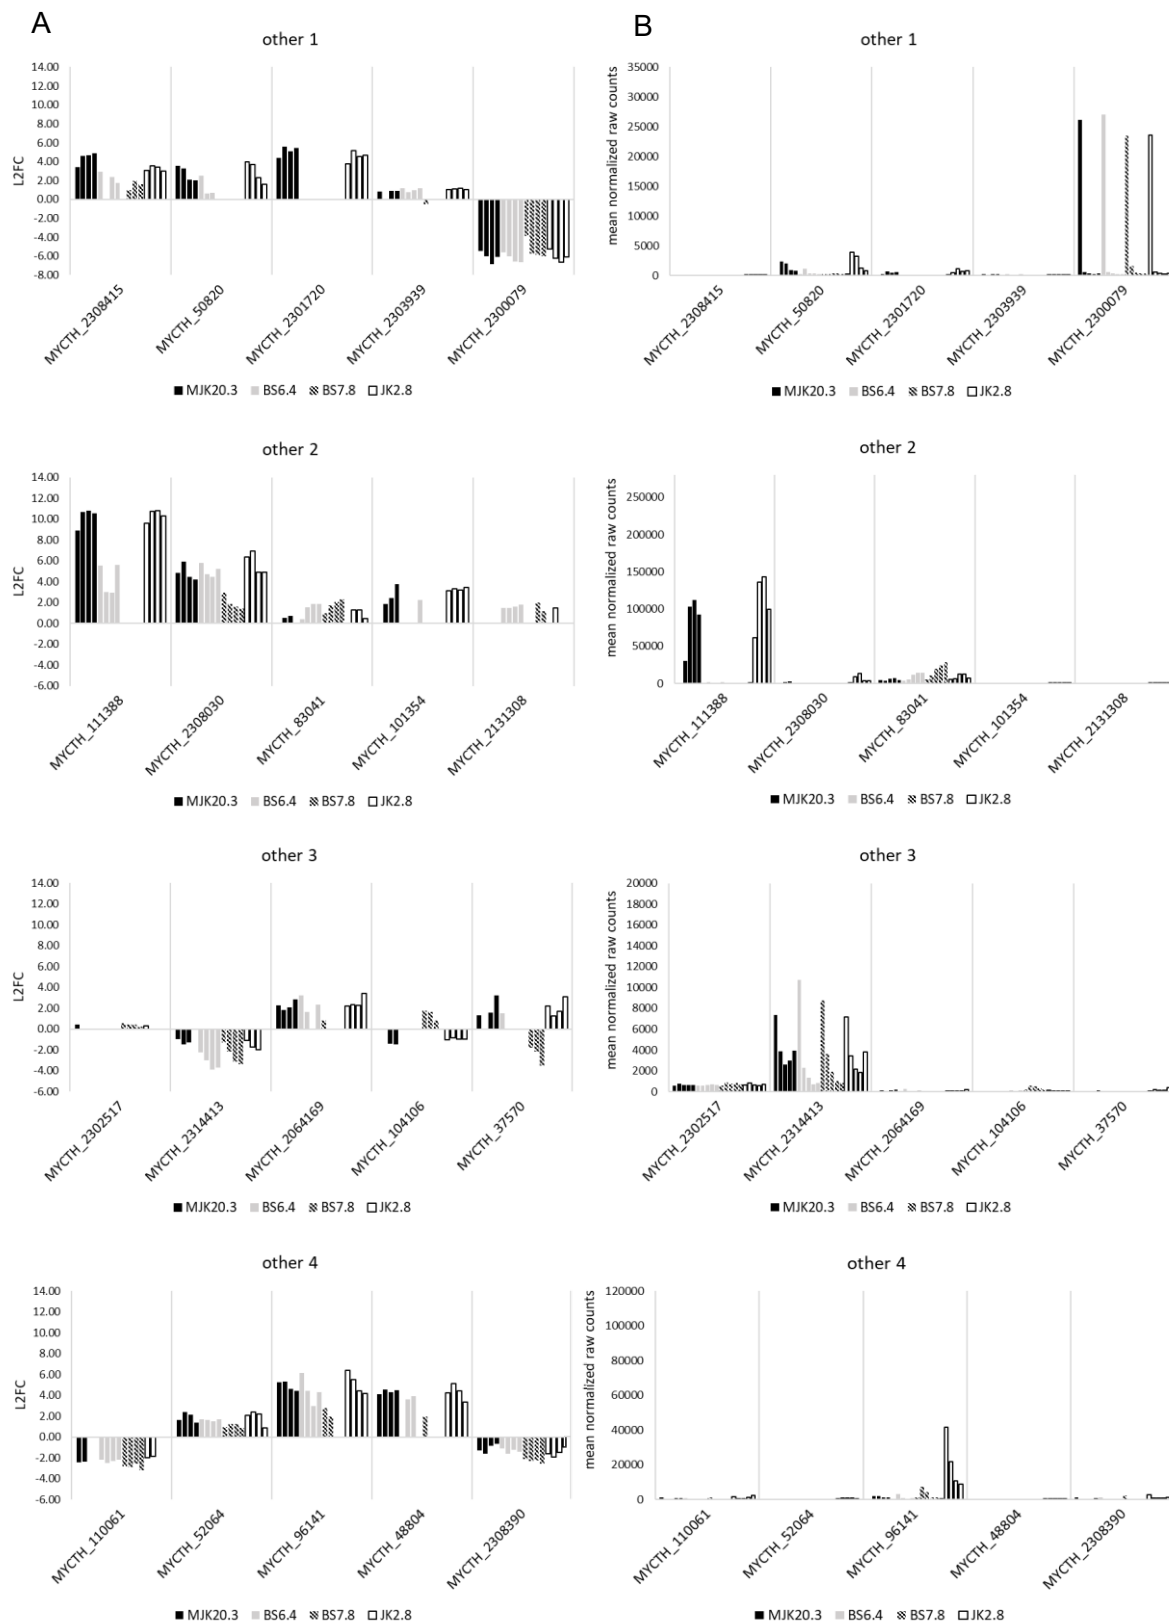 A
B
other 1
14.00
12.00
10.00
8.00
6.00
4.00
2.00
0.00
-2.00
-4.00
-6.00
-8.00
L2FC
MYCTH_2308415
MYCTH_50820
MYCTH_2301720
MYCTH_2303939
MYCTH_2300079
MJK20.3 BS6.4 BS7.8 JK2.8
other 1
35000
30000
25000
20000
15000
10000
5000
0
mean normalized raw counts
MYCTH_2308415
MYCTH_50820
MYCTH_2301720
MYCTH_2303939
MYCTH_2300079
MJK20.3 BS6.4 BS7.8 JK2.8
other 2
14.00
12.00
10.00
8.00
6.00
4.00
2.00
0.00
-2.00
-4.00
-6.00
L2FC
MYCTH_111388
MYCTH_2308030
MYCTH_83041
MYCTH_101354
MYCTH_2131308
MJK20.3 BS6.4 BS7.8 JK2.8
other 2
250000
200000
150000
100000
50000
0
mean normalized raw counts
MYCTH_111388
MYCTH_2308030
MYCTH_83041
MYCTH_101354
MYCTH_2131308
MJK20.3 BS6.4 BS7.8 JK2.8
other 3
14.00
12.00
10.00
8.00
6.00
4.00
2.00
0.00
-2.00
-4.00
-6.00
L2FC
MYCTH_2302517
MYCTH_2314413
MYCTH_2064169
MYCTH_104106
MYCTH_37570
MJK20.3 BS6.4 BS7.8 JK2.8
other 3
20000
18000
16000
14000
12000
10000
8000
6000
4000
2000
0
mean normalized raw counts
MYCTH_2302517
MYCTH_2314413
MYCTH_2064169
MYCTH_104106
MYCTH_37570
MJK20.3 BS6.4 BS7.8 JK2.8
other 4
14.00
12.00
10.00
8.00
6.00
4.00
2.00
0.00
-2.00
-4.00
-6.00
L2FC
MYCTH_110061
MYCTH_52064
MYCTH_96141
MYCTH_48804
MYCTH_2308390
MJK20.3 BS6.4 BS7.8 JK2.8
other 4
120000
100000
80000
60000
40000
20000
0
mean normalized raw counts
MYCTH_110061
MYCTH_52064
MYCTH_96141
MYCTH_48804
MYCTH_2308390
MJK20.3 BS6.4 BS7.8 JK2.8